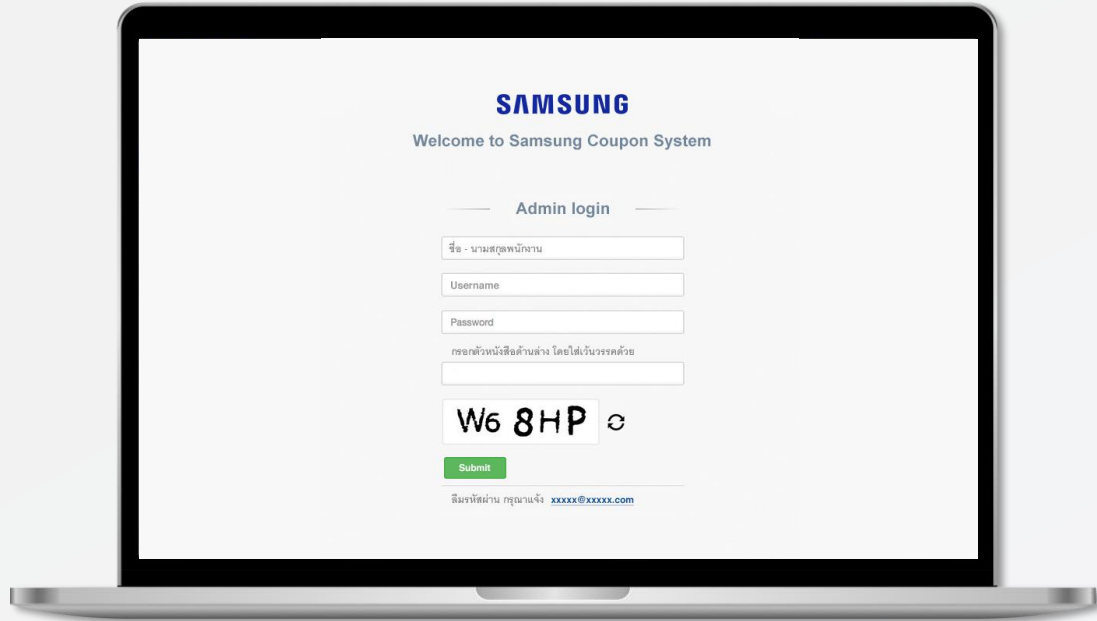 SAMSUNG
Welcome to Samsung Coupon System
Admin login
ชื่อ - นามสกุลพนักงาน
Username
Password
กรอกตัวหนังสือด้านล่าง โดยใส่เว้นวรรคด้วย
W6 8HP
Submit
ลืมรหัสผ่าน กรุณาแจ้ง xxxxx@xxxxx.com